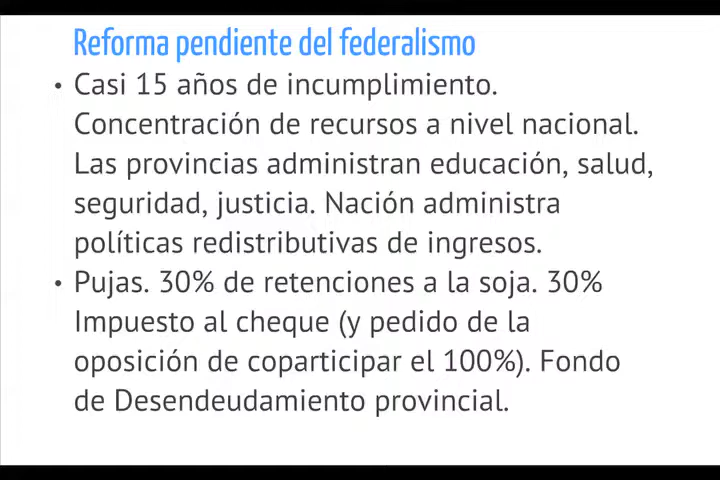 Reforma pendiente del federalismo
• Casi 15 años de incumplimiento.
Concentración de recursos a nivel nacional.
Las provincias administran educación, salud,
seguridad, justicia. Nación administra
políticas redistributivas de ingresos.
• Pujas. 30% de retenciones a la soja. 30%
Impuesto al cheque (y pedido de la
oposición de coparticipar el 100%). Fondo
de Desendeudamiento provincial.